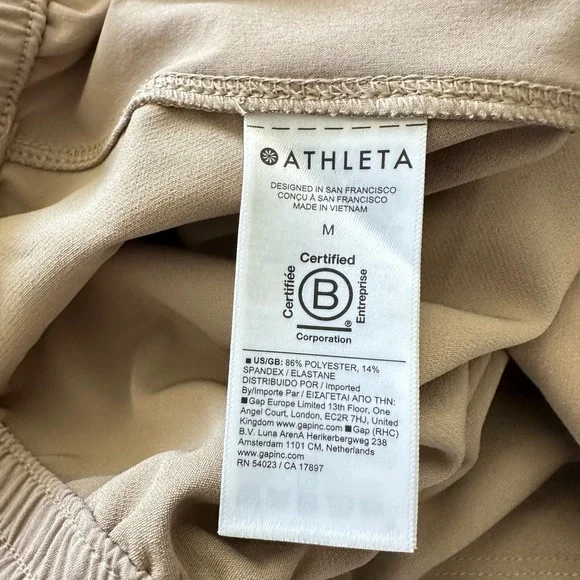 ATHLETA
DESIGNED IN SAN FRANCISCO
CONÇU À SAN FRANCISCO
MADE IN VIETNAM
M
Certified
Certifiée
B
Entreprise
®
Corporation
■ US/GB: 86% POLYESTER, 14%
SPANDEX / ELASTANE
DISTRIBUIDO POR / Imported
By/Importe Par / ΕΙΣΑΓΕΤΑΙ ΑΠΟ ΤΗΝ:
■ Gap Europe Limited 13th Floor, One
Angel Court, London, EC2R 7HJ, United
Kingdom www.gapinc.com ■ Gap (RHC)
B.V. Luna ArenA Herikerbergweg 238
Amsterdam 1101 CM, Netherlands
www.gapinc.com
RN 54023 / CA 17897